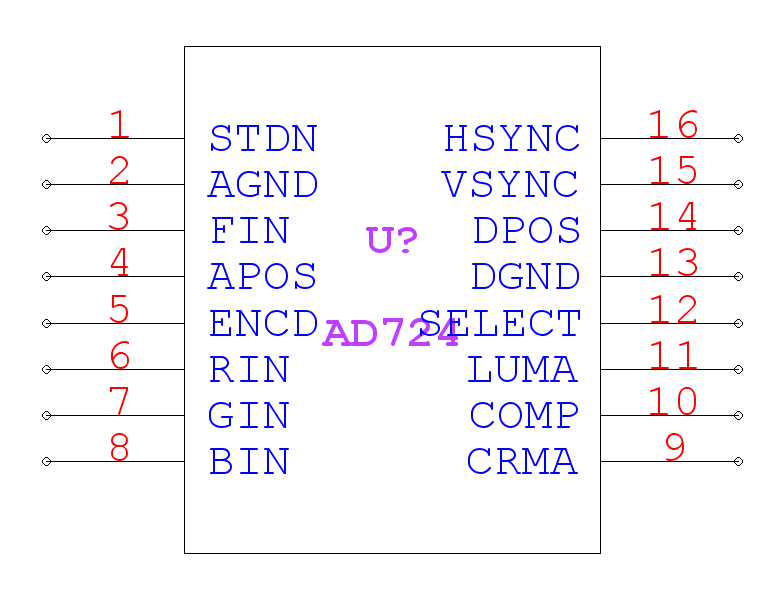 1 STDN HSYNC 16
2 AGND VSYNC 15
3 FIN DPOS 14
U?
4 APOS DGND 13
5 ENCD SELECT 12
AD724
6 RIN LUMA 11
7 GIN COMP 10
8 BIN CRMA 9